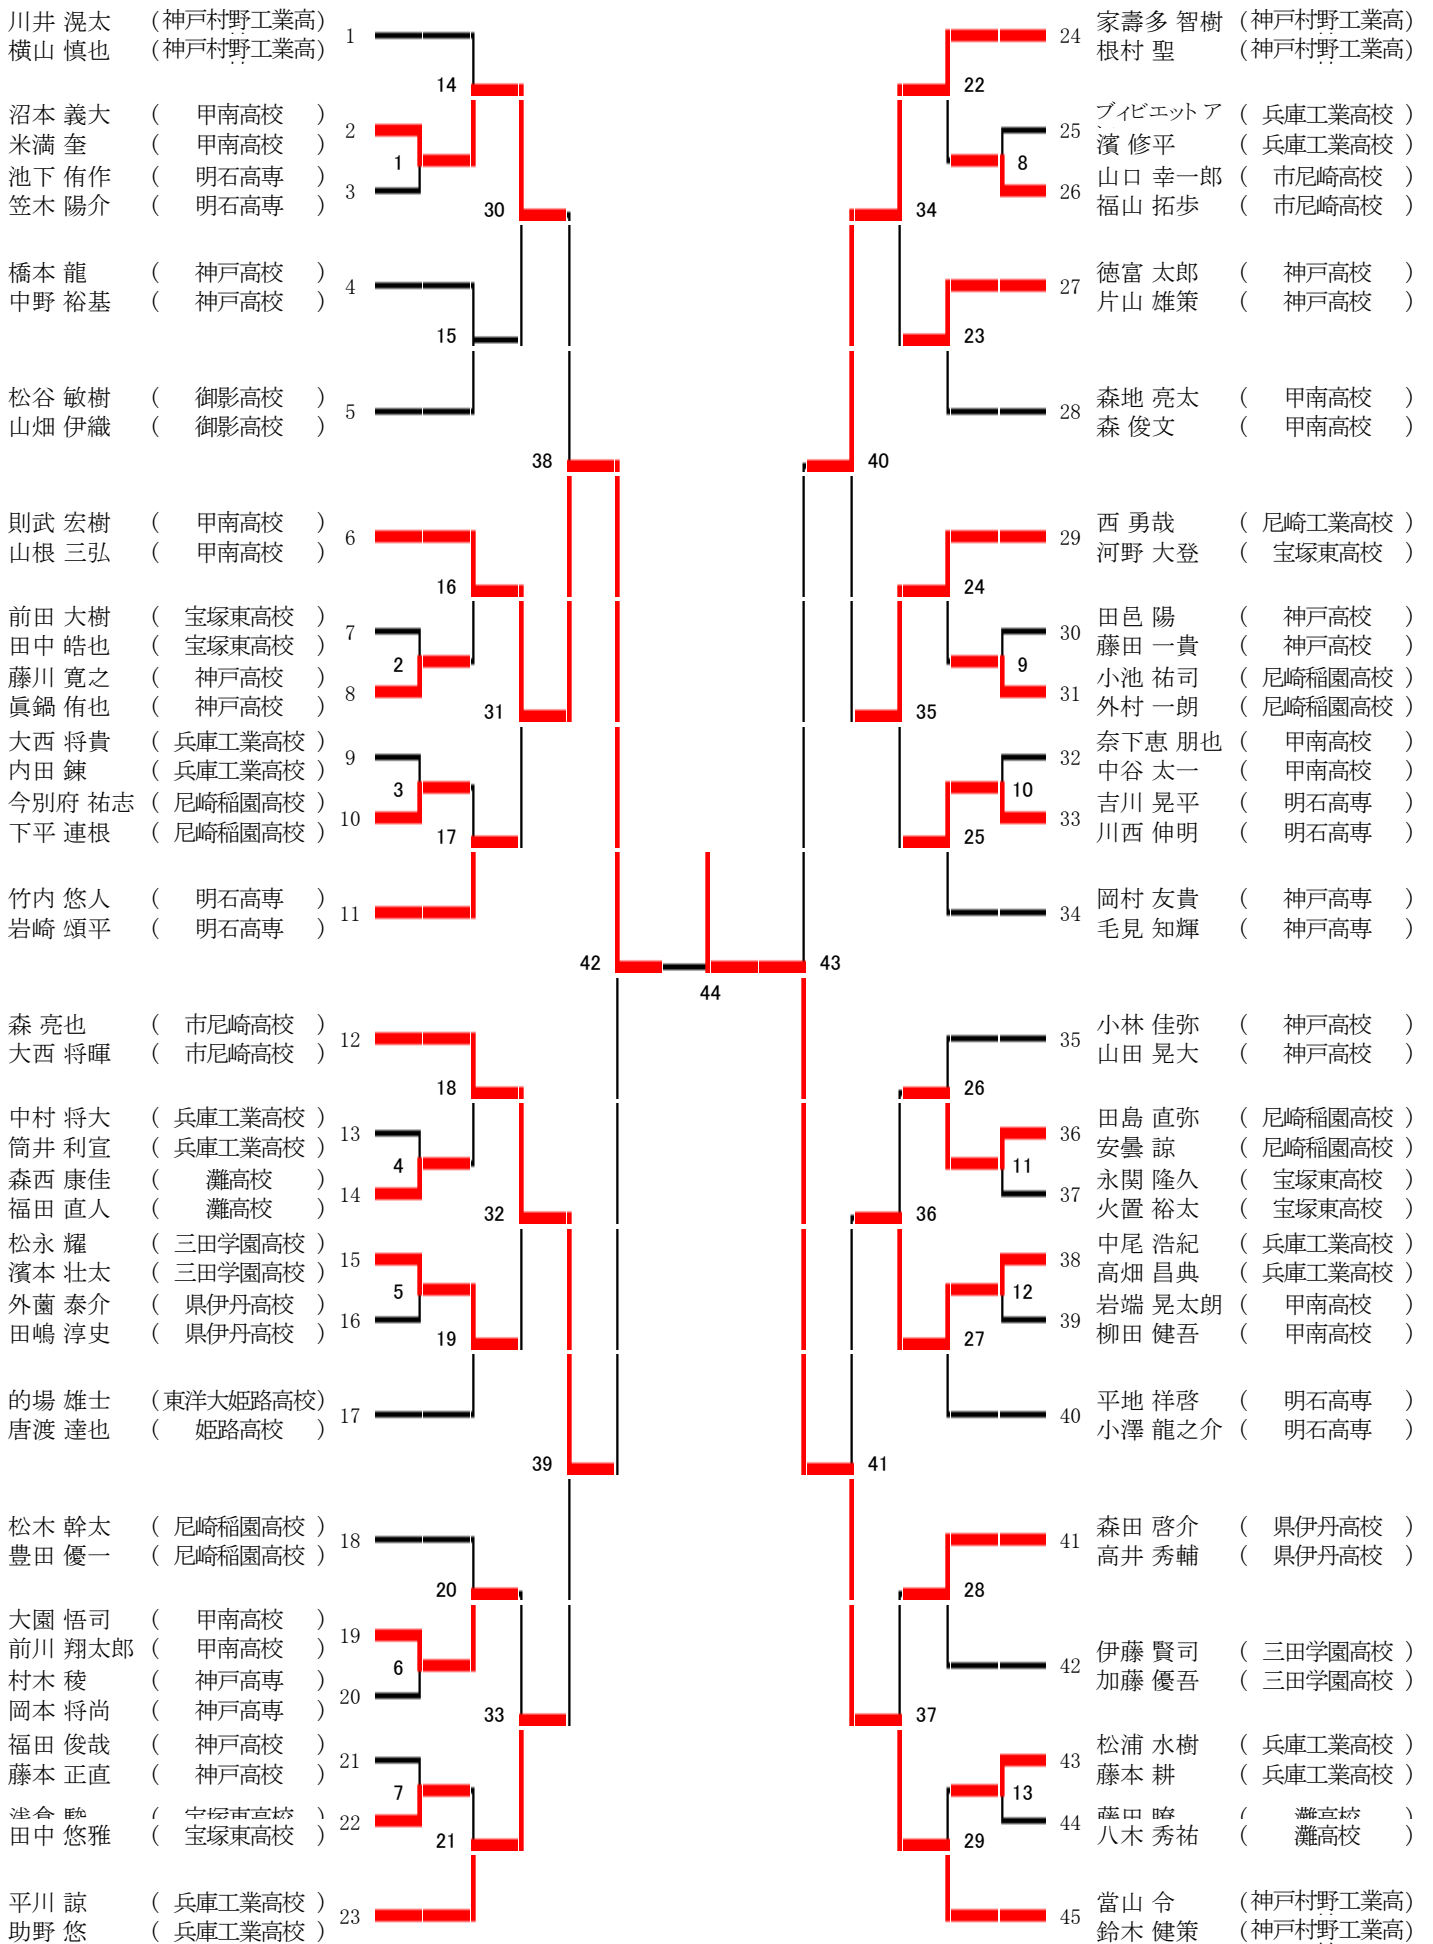 川井 滉太 (神戸村野工業高) 1
横山 慎也 (神戸村野工業高)
14
沼本 義大 ( 甲南高校 ) 2
米満 奎 ( 甲南高校 )
1
池下 侑作 ( 明石高専 ) 3
笠木 陽介 ( 明石高専 )
30
橋本 龍 ( 神戸高校 ) 4
中野 裕基 ( 神戸高校 )
15
松谷 敏樹 ( 御影高校 ) 5
山畑 伊織 ( 御影高校 )
38
則武 宏樹 ( 甲南高校 ) 6
山根 三弘 ( 甲南高校 )
16
前田 大樹 ( 宝塚東高校 ) 7
田中 皓也 ( 宝塚東高校 )
2
藤川 寛之 ( 神戸高校 ) 8
眞鍋 侑也 ( 神戸高校 )
31
大西 将貴 ( 兵庫工業高校 ) 9
内田 錬 ( 兵庫工業高校 )
3
今別府 祐志 ( 尼崎稲園高校 ) 10
下平 連根 ( 尼崎稲園高校 )
17
竹内 悠人 ( 明石高専 ) 11
岩崎 頌平 ( 明石高専 )
42
44
森 亮也 ( 市尼崎高校 ) 12
大西 将暉 ( 市尼崎高校 )
18
中村 将大 ( 兵庫工業高校 ) 13
筒井 利宣 ( 兵庫工業高校 )
4
森西 康佳 ( 灘高校 ) 14
福田 直人 ( 灘高校 )
32
松永 耀 ( 三田学園高校 ) 15
濱本 壮太 ( 三田学園高校 )
5
外薗 泰介 ( 県伊丹高校 ) 16
田嶋 淳史 ( 県伊丹高校 )
19
的場 雄士 (東洋大姫路高校) 17
唐渡 達也 ( 姫路高校 )
39
松木 幹太 ( 尼崎稲園高校 ) 18
豊田 優一 ( 尼崎稲園高校 )
20
大園 悟司 ( 甲南高校 ) 19
前川 翔太郎 ( 甲南高校 )
6
村木 稜 ( 神戸高専 ) 20
岡本 将尚 ( 神戸高専 )
33
福田 俊哉 ( 神戸高校 ) 21
藤本 正直 ( 神戸高校 )
7
浅倉 駿 ( 宝塚東高校 ) 22
田中 悠雅 ( 宝塚東高校 )
21
平川 諒 ( 兵庫工業高校 ) 23
助野 悠 ( 兵庫工業高校 )
24 家壽多 智樹 (神戸村野工業高)
根村 聖 (神戸村野工業高)
22
25 ブィビエット ア ( 兵庫工業高校 )
濱 修平 ( 兵庫工業高校 )
8
26 山口 幸一郎 ( 市尼崎高校 )
福山 拓歩 ( 市尼崎高校 )
34
27 徳富 太郎 ( 神戸高校 )
片山 雄策 ( 神戸高校 )
23
28 森地 亮太 ( 甲南高校 )
森 俊文 ( 甲南高校 )
40
29 西 勇哉 ( 尼崎工業高校 )
河野 大登 ( 宝塚東高校 )
24
30 田邑 陽 ( 神戸高校 )
藤田 一貴 ( 神戸高校 )
9
31 小池 祐司 ( 尼崎稲園高校 )
外村 一朗 ( 尼崎稲園高校 )
35
32 奈下恵 朋也 ( 甲南高校 )
中谷 太一 ( 甲南高校 )
10
33 吉川 晃平 ( 明石高専 )
川西 伸明 ( 明石高専 )
25
34 岡村 友貴 ( 神戸高専 )
毛見 知輝 ( 神戸高専 )
43
35 小林 佳弥 ( 神戸高校 )
山田 晃大 ( 神戸高校 )
26
36 田島 直弥 ( 尼崎稲園高校 )
安曇 諒 ( 尼崎稲園高校 )
11
37 永関 隆久 ( 宝塚東高校 )
火置 裕太 ( 宝塚東高校 )
36
38 中尾 浩紀 ( 兵庫工業高校 )
高畑 昌典 ( 兵庫工業高校 )
12
39 岩端 晃太朗 ( 甲南高校 )
柳田 健吾 ( 甲南高校 )
27
40 平地 祥啓 ( 明石高専 )
小澤 龍之介 ( 明石高専 )
41
41 森田 啓介 ( 県伊丹高校 )
高井 秀輔 ( 県伊丹高校 )
28
42 伊藤 賢司 ( 三田学園高校 )
加藤 優吾 ( 三田学園高校 )
37
43 松浦 水樹 ( 兵庫工業高校 )
藤本 耕 ( 兵庫工業高校 )
13
44 藤田 瞭 ( 灘高校 )
八木 秀祐 ( 灘高校 )
29
45 當山 令 (神戸村野工業高)
鈴木 健策 (神戸村野工業高)